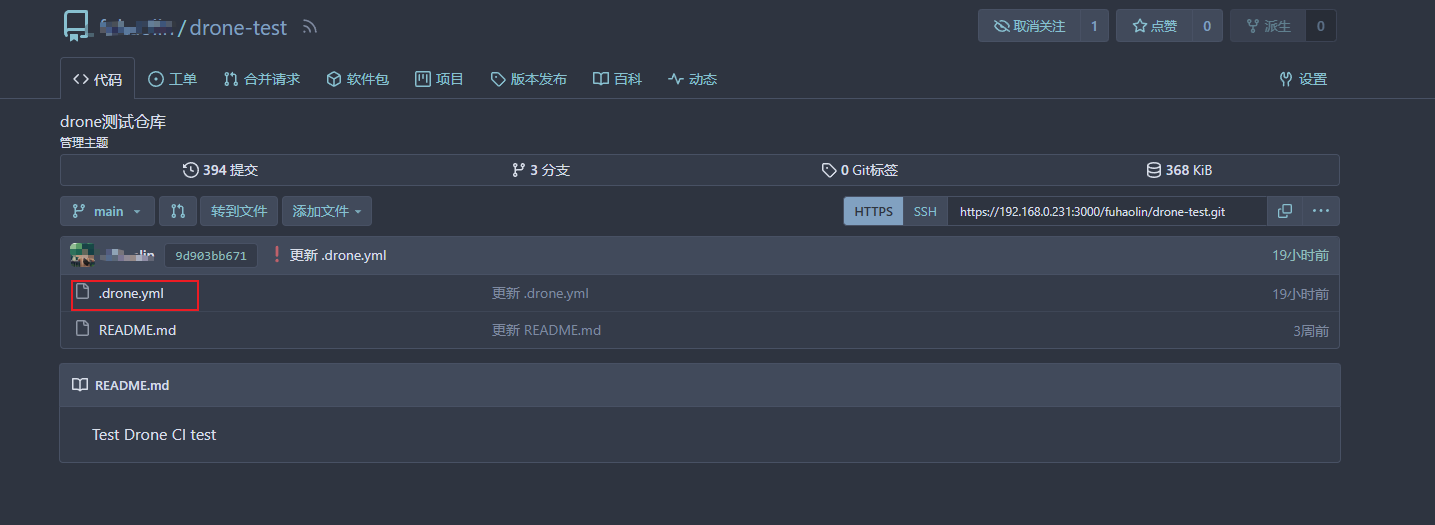 / drone-test
取消关注 1 点赞 0 派生 0
代码 工单 合并请求 软件包 项目 版本发布 百科 动态 设置
drone测试仓库
管理主题
394 提交 3 分支 0 Git标签 368 KiB
main 转到文件 添加文件 HTTPS SSH https://192.168.0.231:3000/fuhaolin/drone-test.git
9d903bb671 更新 .drone.yml 19小时前
.drone.yml 更新 .drone.yml 19小时前
README.md 更新 README.md 3周前
README.md
Test Drone CI test